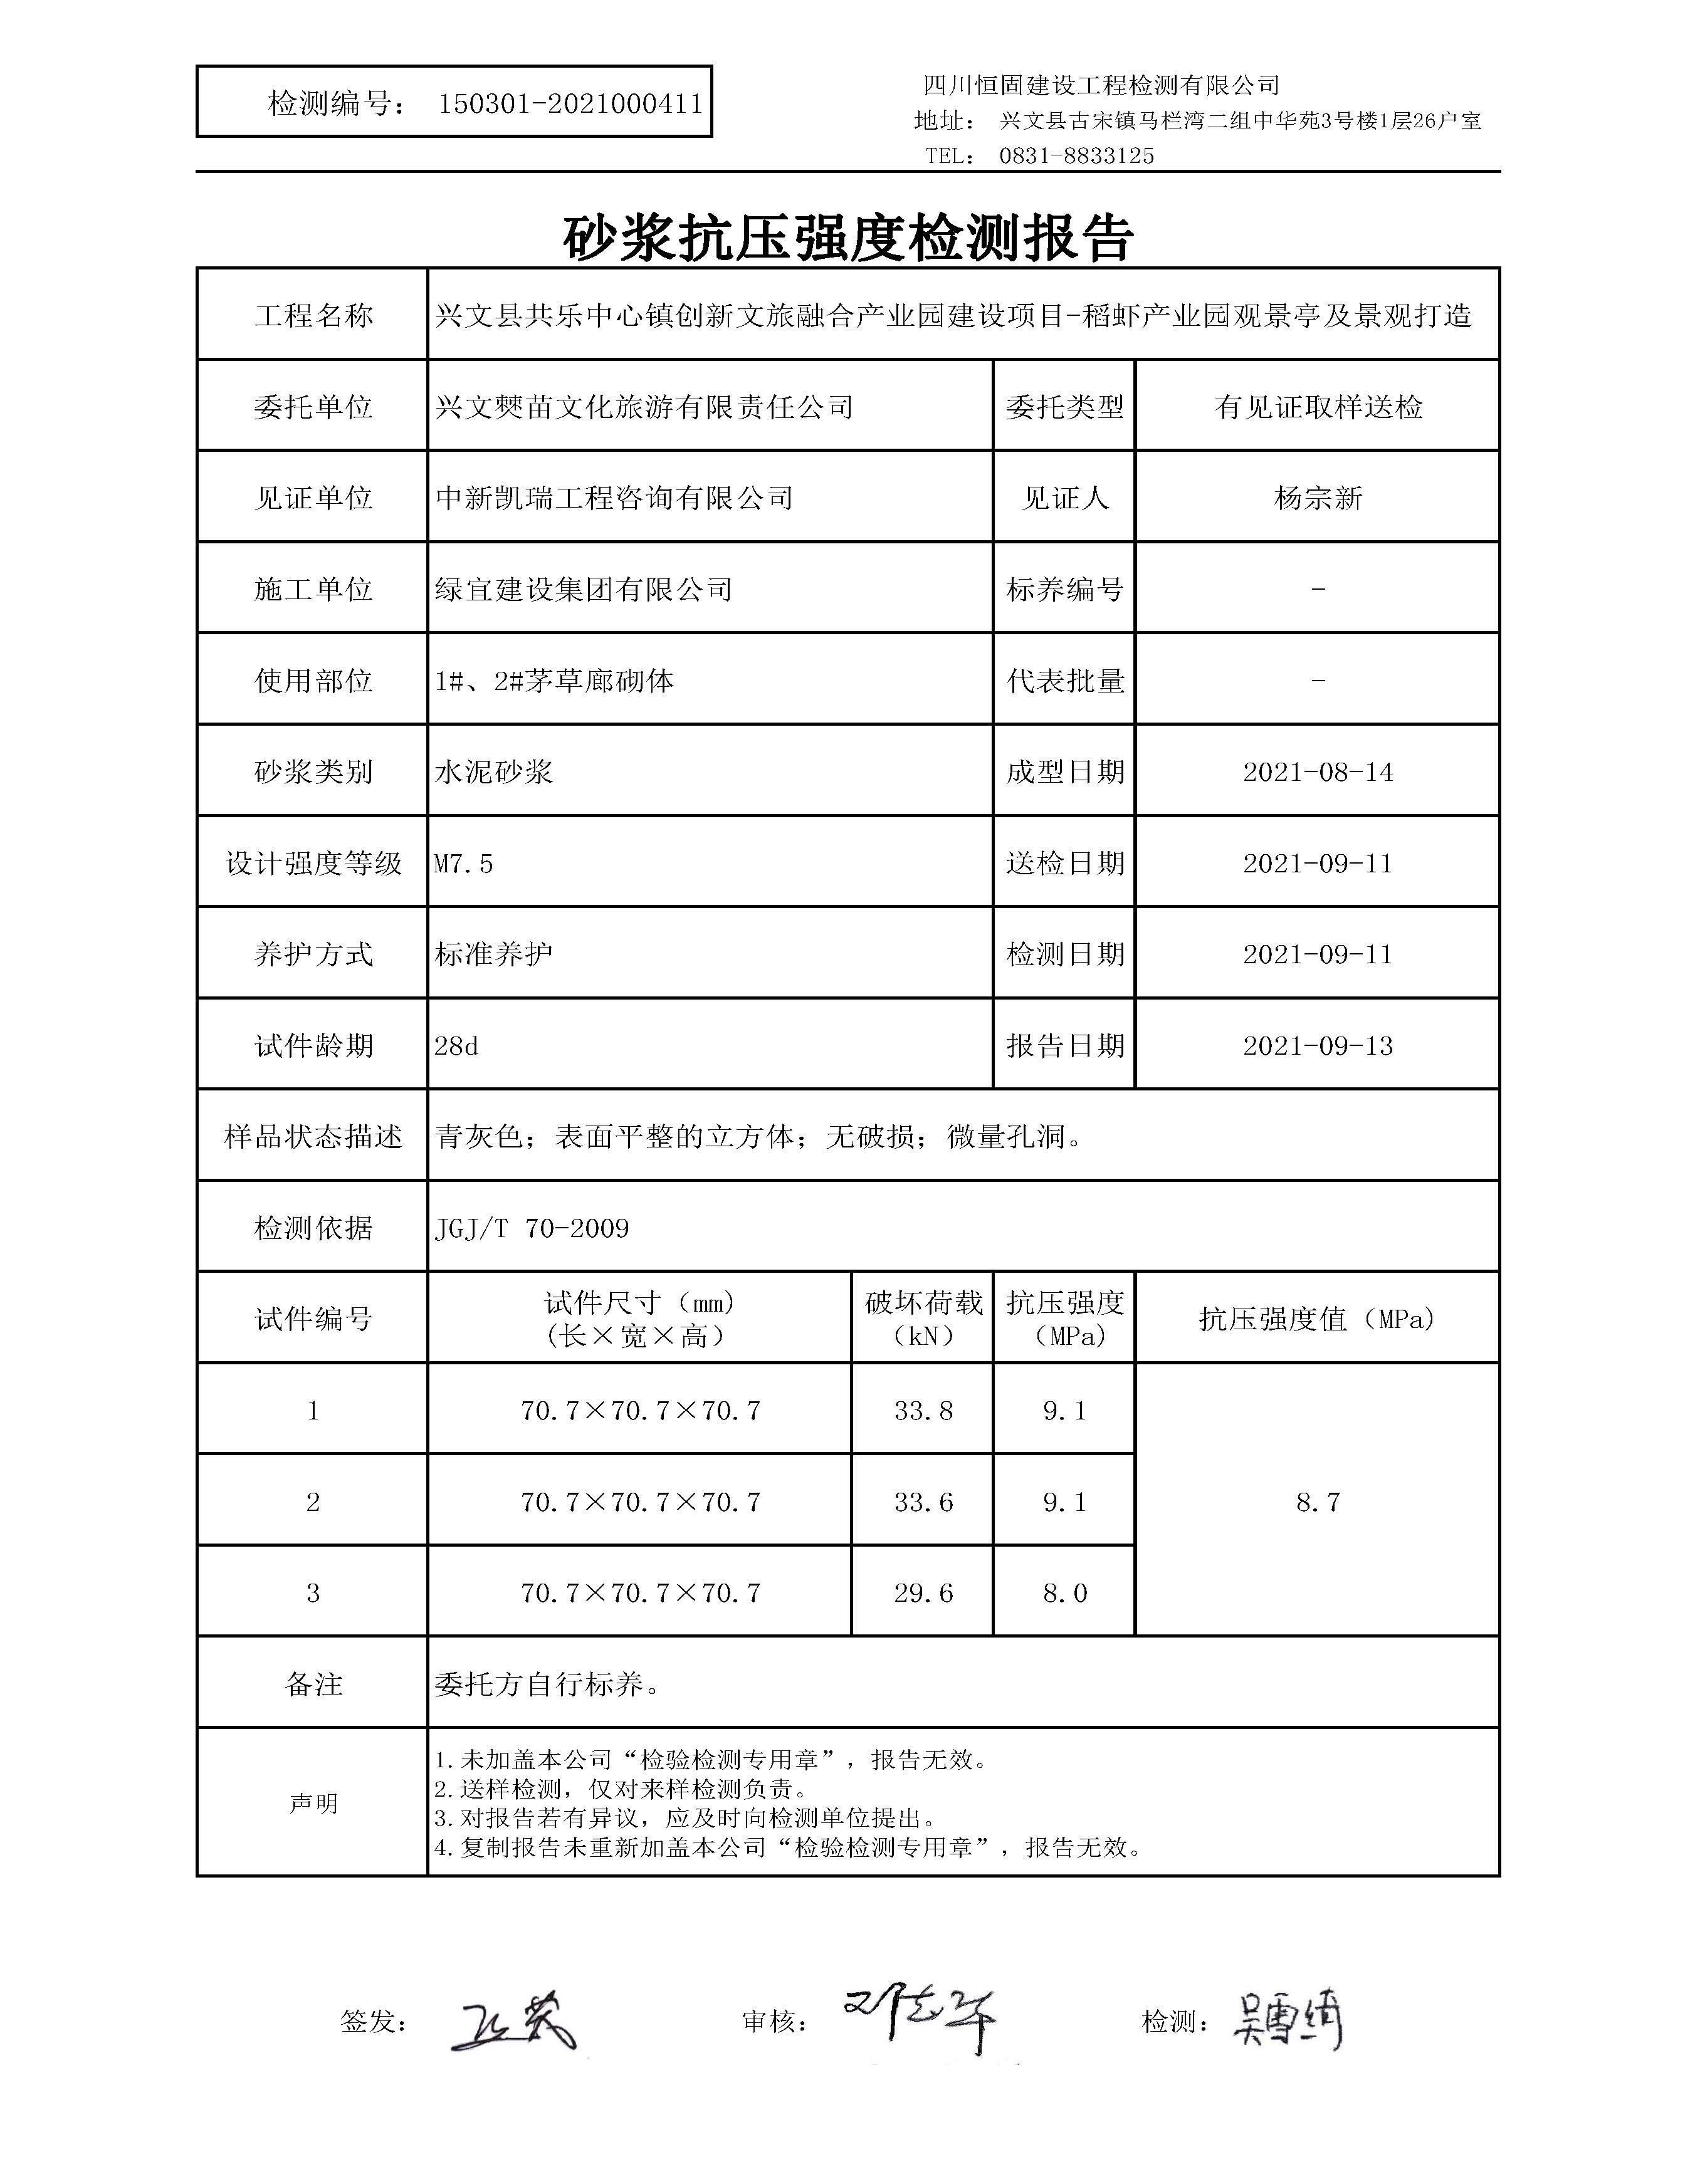 检测编号： 150301-2021000411
四川恒固建设工程检测有限公司
地址： 兴文县古宋镇马栏湾二组中华苑3号楼1层26户室
TEL： 0831-8833125
砂浆抗压强度检测报告
工程名称 兴文县共乐中心镇创新文旅融合产业园建设项目-稻虾产业园观景亭及景观打造
委托单位 兴文僰苗文化旅游有限责任公司 委托类型 有见证取样送检
见证单位 中新凯瑞工程咨询有限公司 见证人 杨宗新
施工单位 绿宜建设集团有限公司 标养编号 -
使用部位 1#、2#茅草廊砌体 代表批量 -
砂浆类别 水泥砂浆 成型日期 2021-08-14
设计强度等级 M7.5 送检日期 2021-09-11
养护方式 标准养护 检测日期 2021-09-11
试件龄期 28d 报告日期 2021-09-13
样品状态描述 青灰色；表面平整的立方体；无破损；微量孔洞。
检测依据 JGJ/T 70-2009
试件编号 试件尺寸（mm） （长×宽×高） 破坏荷载 （kN） 抗压强度 （MPa） 抗压强度值（MPa）
1 70.7×70.7×70.7 33.8 9.1
2 70.7×70.7×70.7 33.6 9.1 8.7
3 70.7×70.7×70.7 29.6 8.0
备注 委托方自行标养。
声明
1.未加盖本公司“检验检测专用章”，报告无效。
2.送样检测，仅对来样检测负责。
3.对报告若有异议，应及时向检测单位提出。
4.复制报告未重新加盖本公司“检验检测专用章”，报告无效。
签发： 审核： 检测：吴雪绮